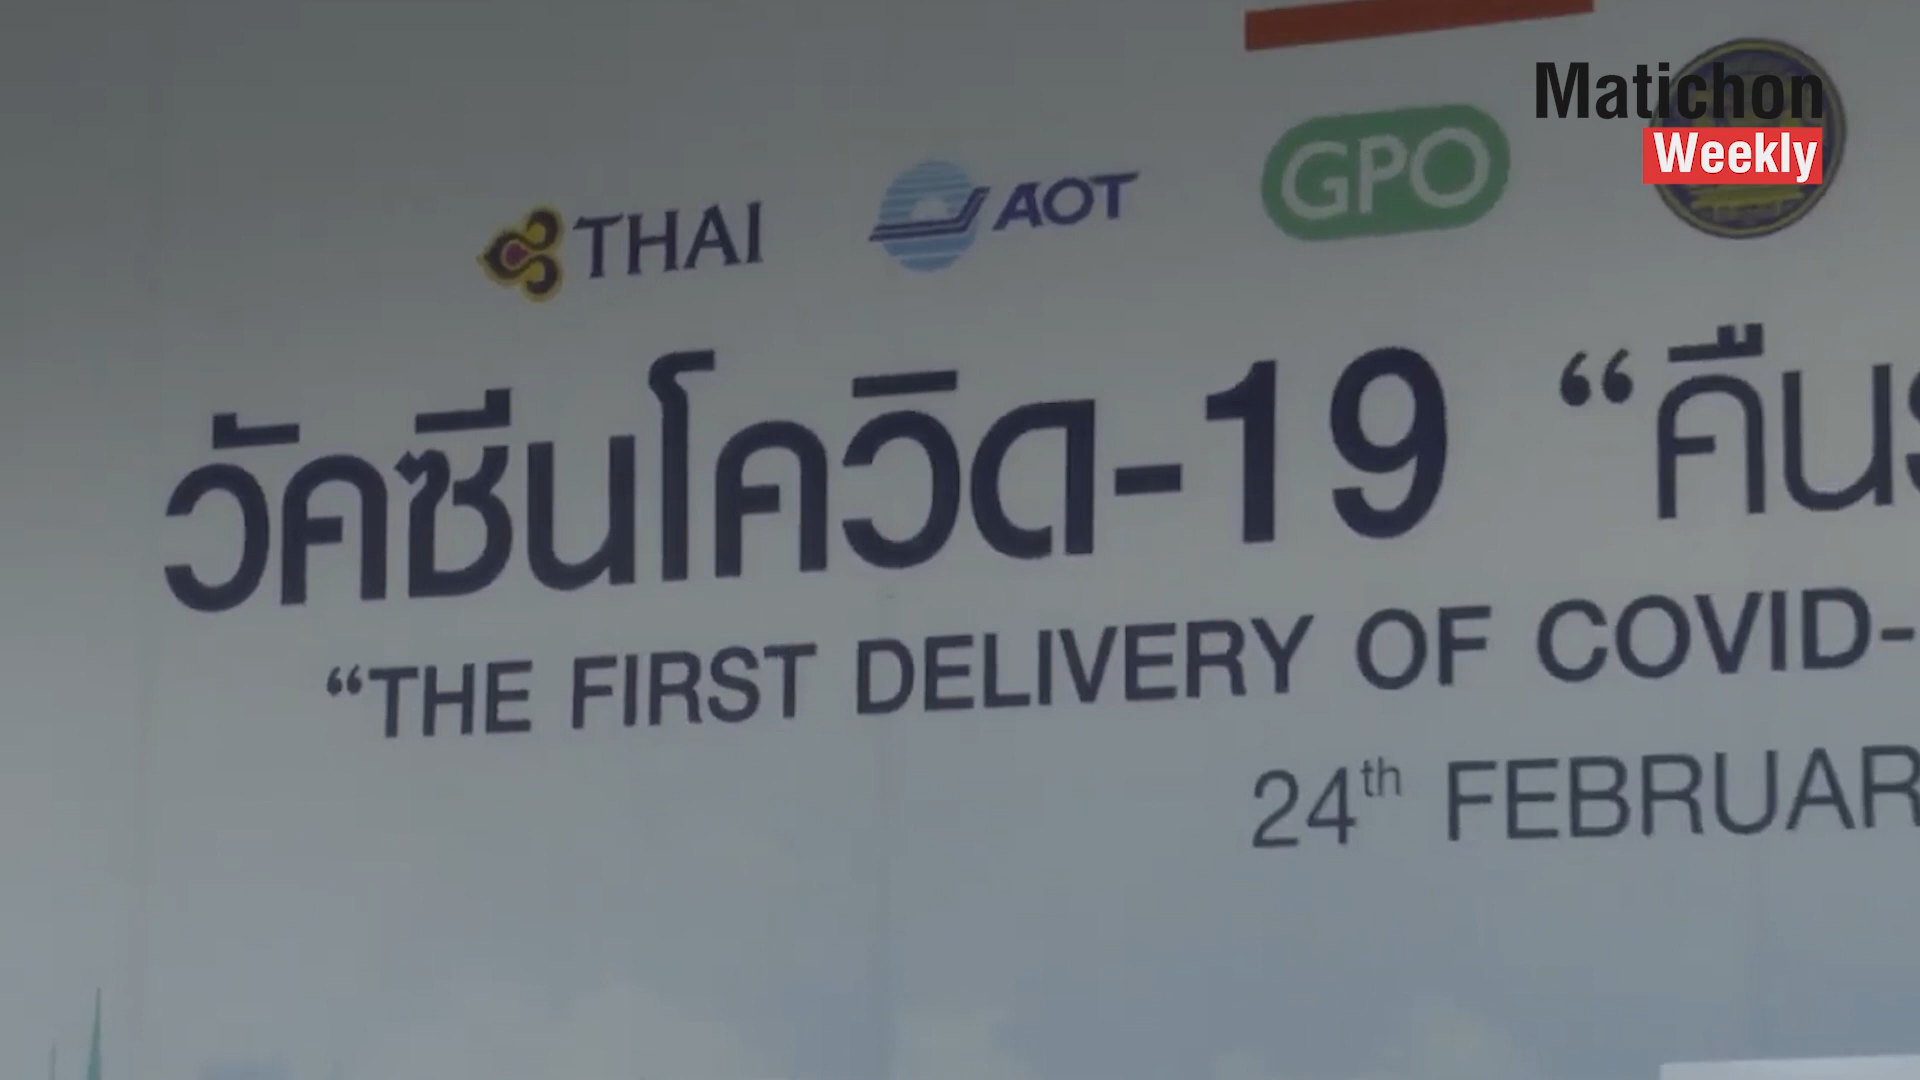 Matichon
Weekly
THAI AOT GPO
วัคซีนโควิด-19 “คืน
“THE FIRST DELIVERY OF COVID-
24th FEBRUAR